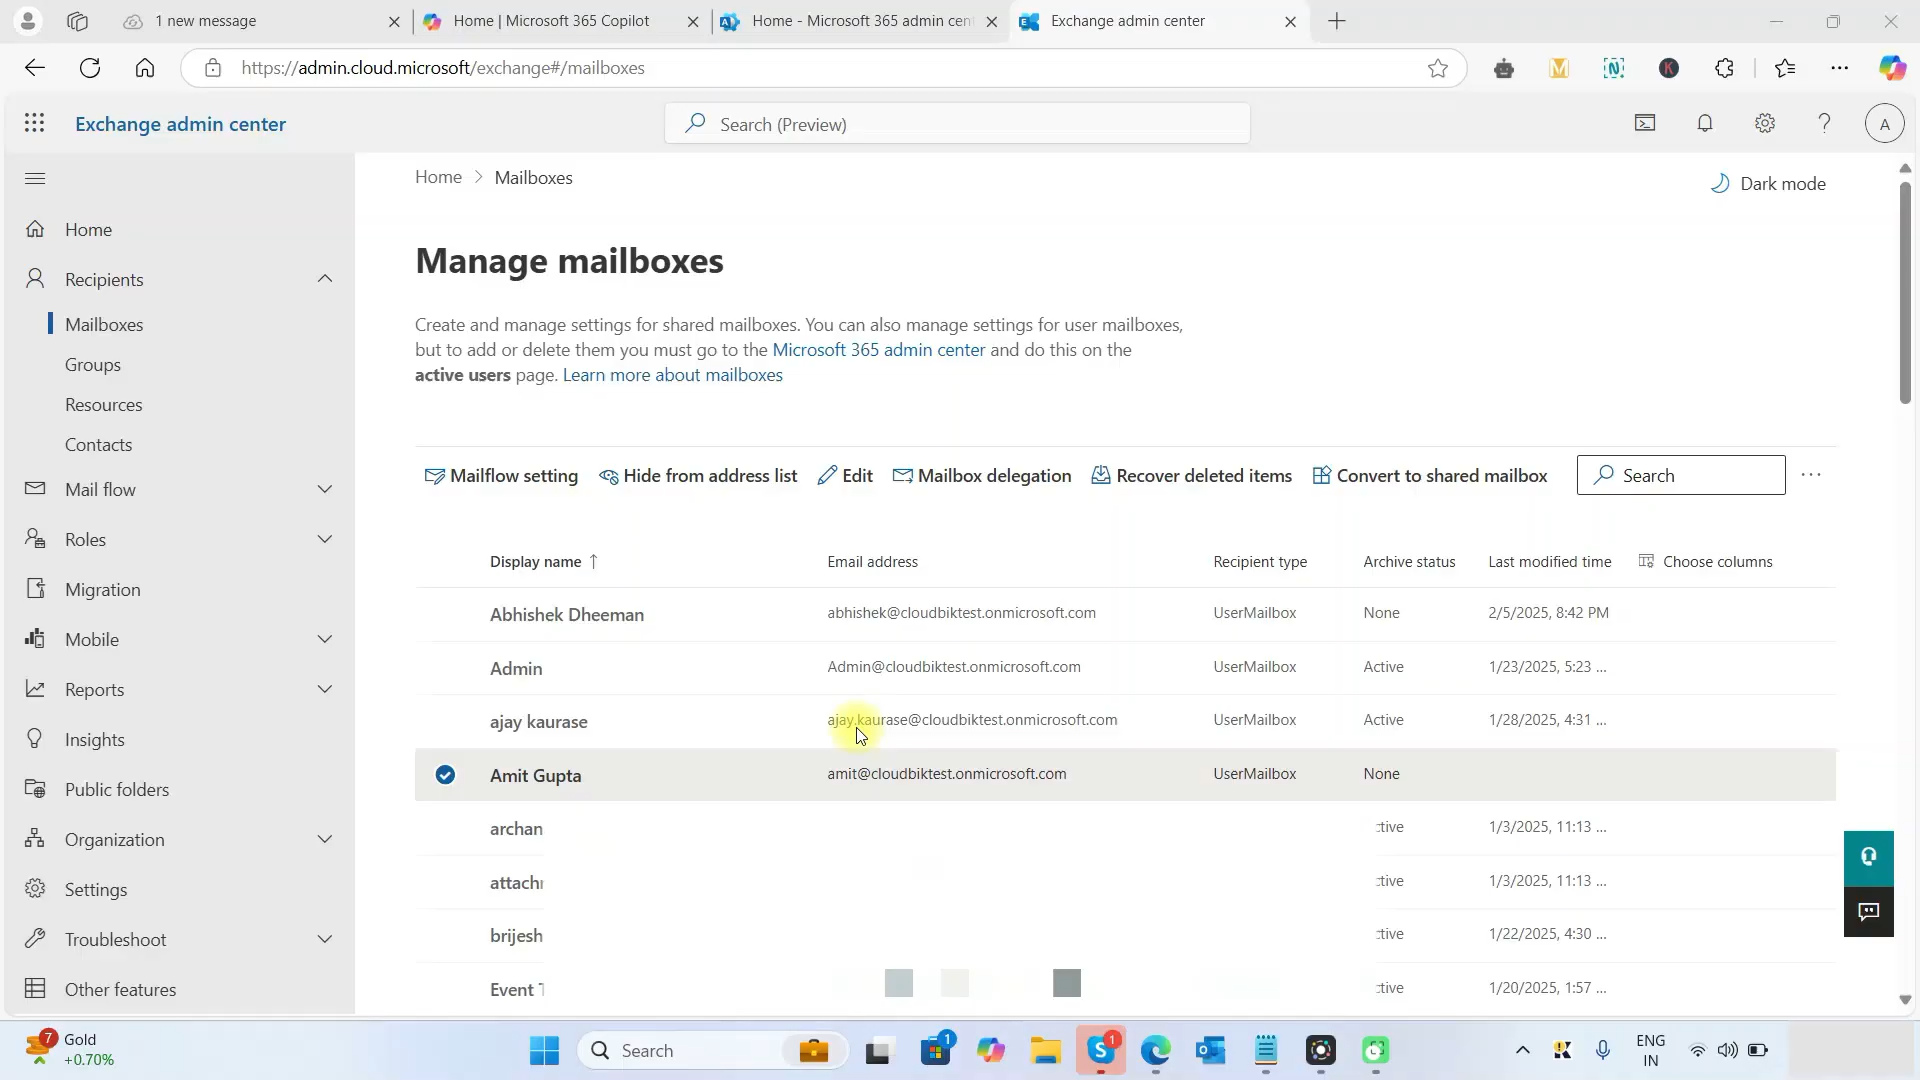 1 new message
Home | Microsoft 365 Copilot
Home - Microsoft 365 admin cen
Exchange admin center
https://admin.cloud.microsoft/exchange#/mailboxes
Exchange admin center
Search (Preview)
A
Home > Mailboxes
Dark mode
Home
Recipients
Mailboxes
Groups
Resources
Contacts
Mail flow
Roles
Migration
Mobile
Reports
Insights
Public folders
Organization
Settings
Troubleshoot
Other features
Manage mailboxes
Create and manage settings for shared mailboxes. You can also manage settings for user mailboxes,
but to add or delete them you must go to the Microsoft 365 admin center and do this on the
active users page. Learn more about mailboxes
Mailflow setting Hide from address list Edit Mailbox delegation Recover deleted items Convert to shared mailbox Search ...
Display name ↑ Email address Recipient type Archive status Last modified time Choose columns
Abhishek Dheeman abhishek@cloudbiktest.onmicrosoft.com UserMailbox None 2/5/2025, 8:42 PM
Admin Admin@cloudbiktest.onmicrosoft.com UserMailbox Active 1/23/2025, 5:23 ...
ajay kaurase ajay.kaurase@cloudbiktest.onmicrosoft.com UserMailbox Active 1/28/2025, 4:31 ...
Amit Gupta amit@cloudbiktest.onmicrosoft.com UserMailbox None
archan ctive 1/3/2025, 11:13 ...
attach ctive 1/3/2025, 11:13 ...
brijesh ctive 1/22/2025, 4:30 ...
Event ctive 1/20/2025, 1:57 ...
7
Gold
+0.70%
Search
1
1
ENG
IN